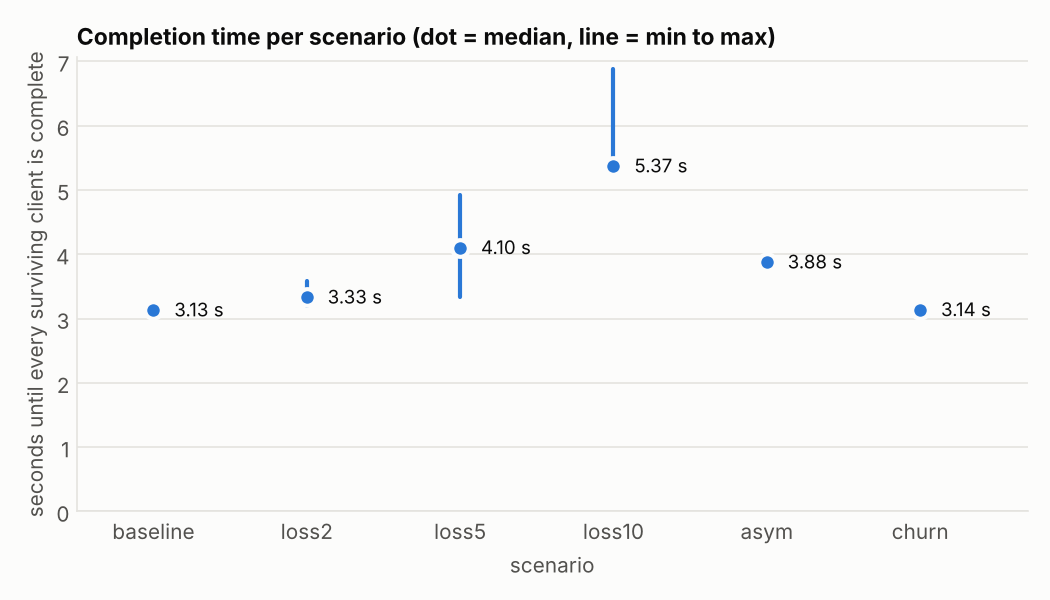 Completion time per scenario (dot = median, line = min to max)
seconds until every surviving client is complete
7
6
5
4
3
2
1
0
3.13 s
3.33 s
4.10 s
5.37 s
3.88 s
3.14 s
baseline
loss2
loss5
loss10
asym
churn
scenario